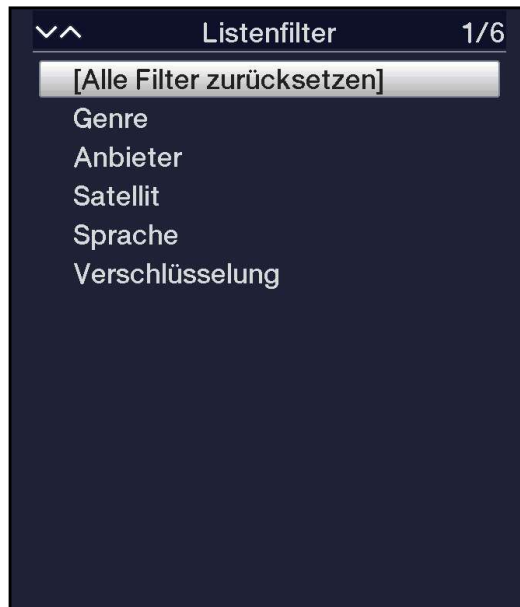 Listenfilter 1/6
[Alle Filter zurücksetzen]
Genre
Anbieter
Satellit
Sprache
Verschlüsselung